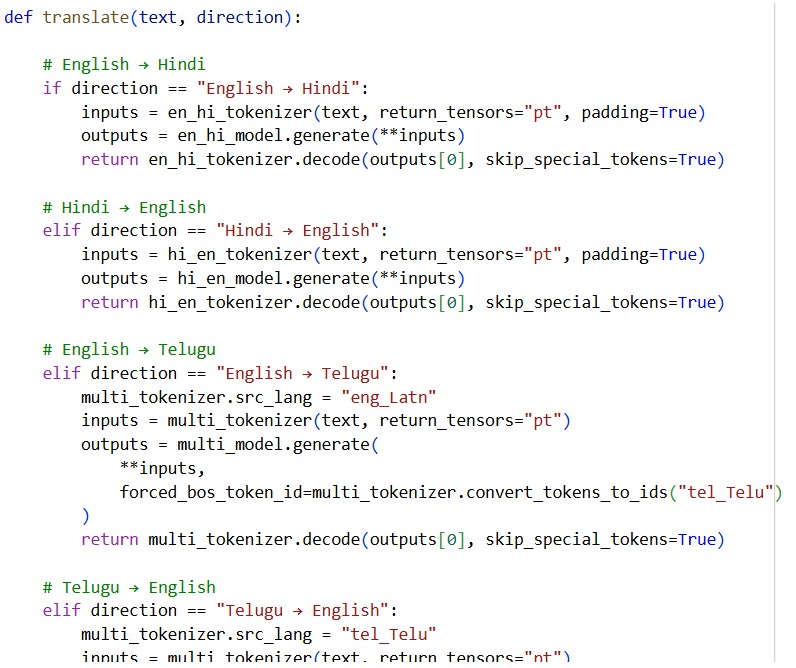 def translate(text, direction):
# English → Hindi
if direction == "English → Hindi":
inputs = en_hi_tokenizer(text, return_tensors="pt", padding=True)
outputs = en_hi_model.generate(**inputs)
return en_hi_tokenizer.decode(outputs[0], skip_special_tokens=True)
# Hindi → English
elif direction == "Hindi → English":
inputs = hi_en_tokenizer(text, return_tensors="pt", padding=True)
outputs = hi_en_model.generate(**inputs)
return hi_en_tokenizer.decode(outputs[0], skip_special_tokens=True)
# English → Telugu
elif direction == "English → Telugu":
multi_tokenizer.src_lang = "eng_Latn"
inputs = multi_tokenizer(text, return_tensors="pt")
outputs = multi_model.generate(
**inputs,
forced_bos_token_id=multi_tokenizer.convert_tokens_to_ids("tel_Telu")
)
return multi_tokenizer.decode(outputs[0], skip_special_tokens=True)
# Telugu → English
elif direction == "Telugu → English":
multi_tokenizer.src_lang = "tel_Telu"
inputs = multi_tokenizer(text, return_tensors="pt")